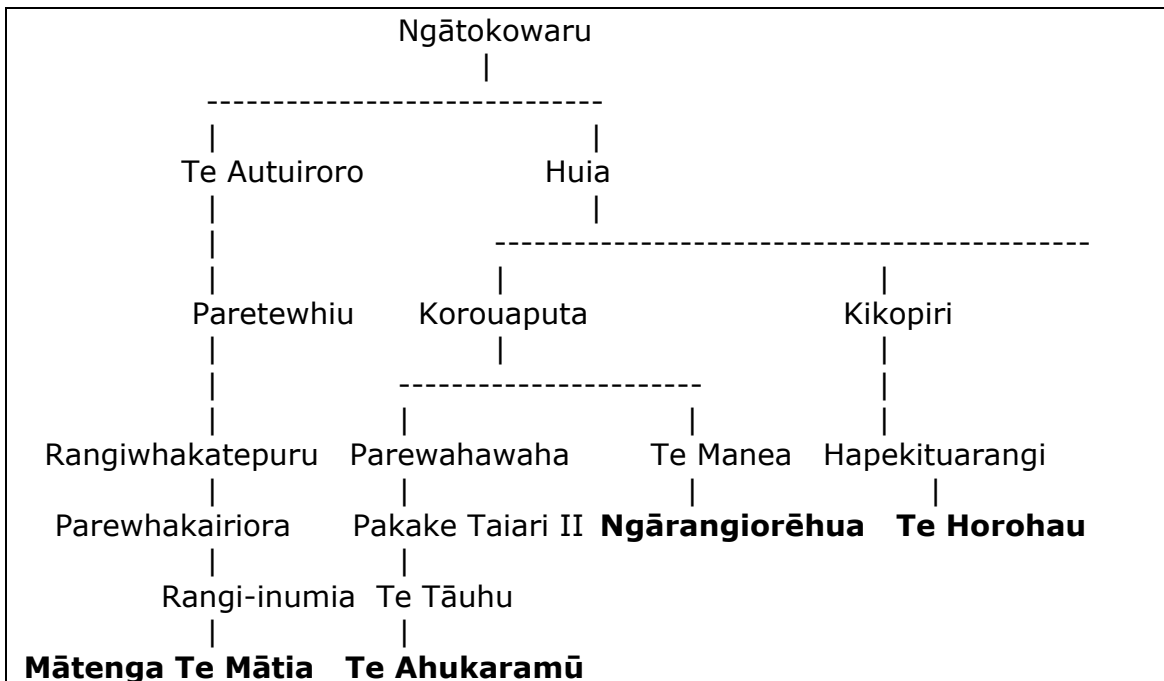 Ngātokowaru
Te Autuiroro Huia
Paretewhiu Korouaputa Kikopiri
Rangiwhakatepuru Parewahawaha Te Manea Hapekituarangi
Parewhakairiora Pakake Taiari II Ngārangiorēhua Te Horohau
Rangi-inumia Te Tāuhu
Mātenga Te Mātia Te Ahukaramū